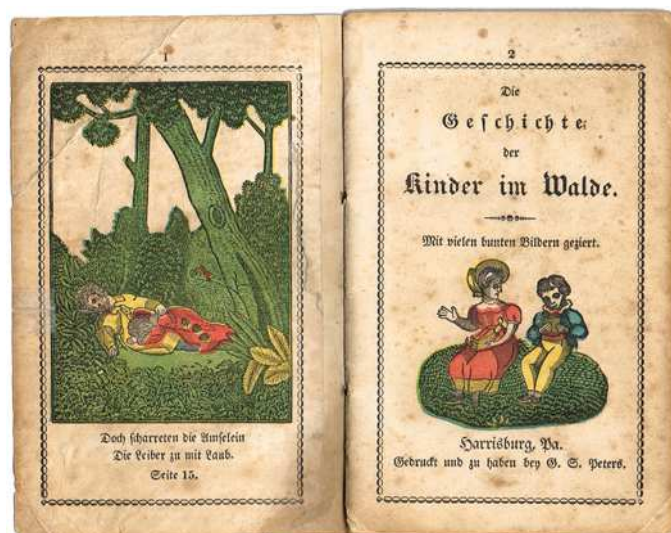 1
Doch scharreten die Amselein
Die Leiber zu mit Laub.
Seite 15.
2
Die
Geschichte
der
Kinder im Walde.
Mit vielen bunten Bildern geziert.
Harrisburg, Pa.
Gedruckt und zu haben bey G. S. Peters.